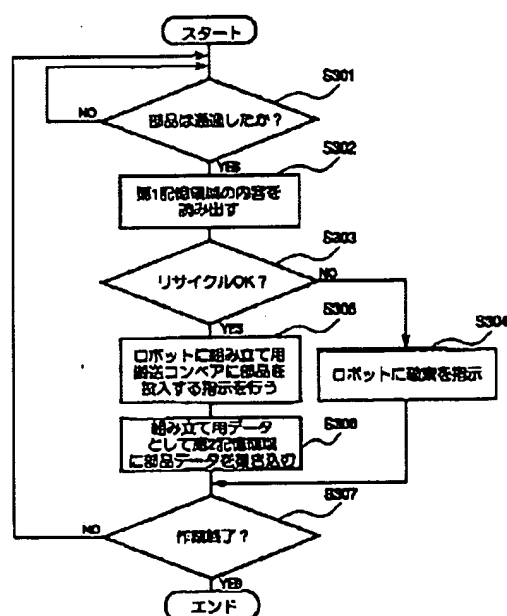 スタート
S301
部品は通過したか？
NO
YES
S302
第1記憶領域の内容を
読み出す
S303
リサイクルOK？
NO
YES
S305
S304
ロボットに組み立て用
搬送コンベアに部品を
投入する指示を行う
ロボットに破棄を指示
組み立て用データ
として第2記憶領域
に部品データを書き込む
S306
S307
作業終了？
NO
YES
エンド